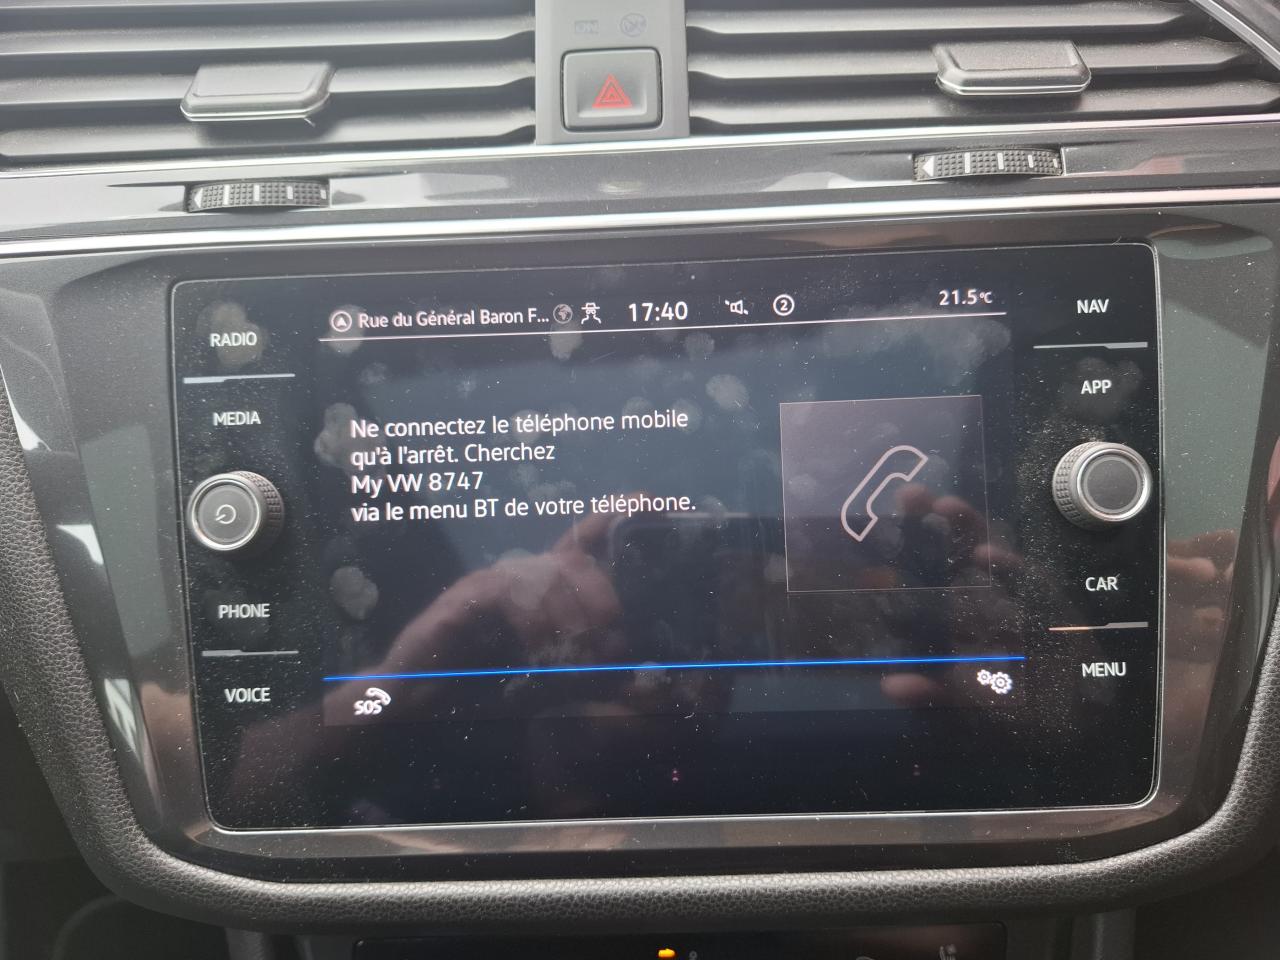 Rue du Général Baron F... 17:40 2 21.5°C
RADIO
MEDIA
PHONE
VOICE
Ne connectez le téléphone mobile
qu'à l'arrêt. Cherchez
My VW 8747
via le menu BT de votre téléphone.
SOS
NAV
APP
CAR
MENU